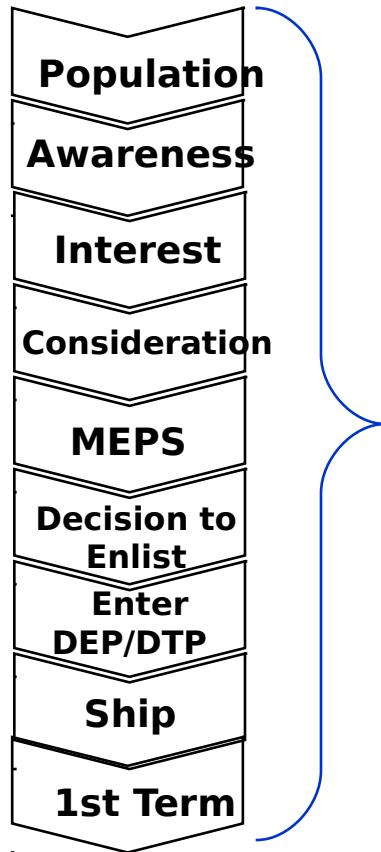 Population
Awareness
Interest
Consideration
MEPS
Decision to
Enlist
Enter
DEP/DTP
Ship
1st Term